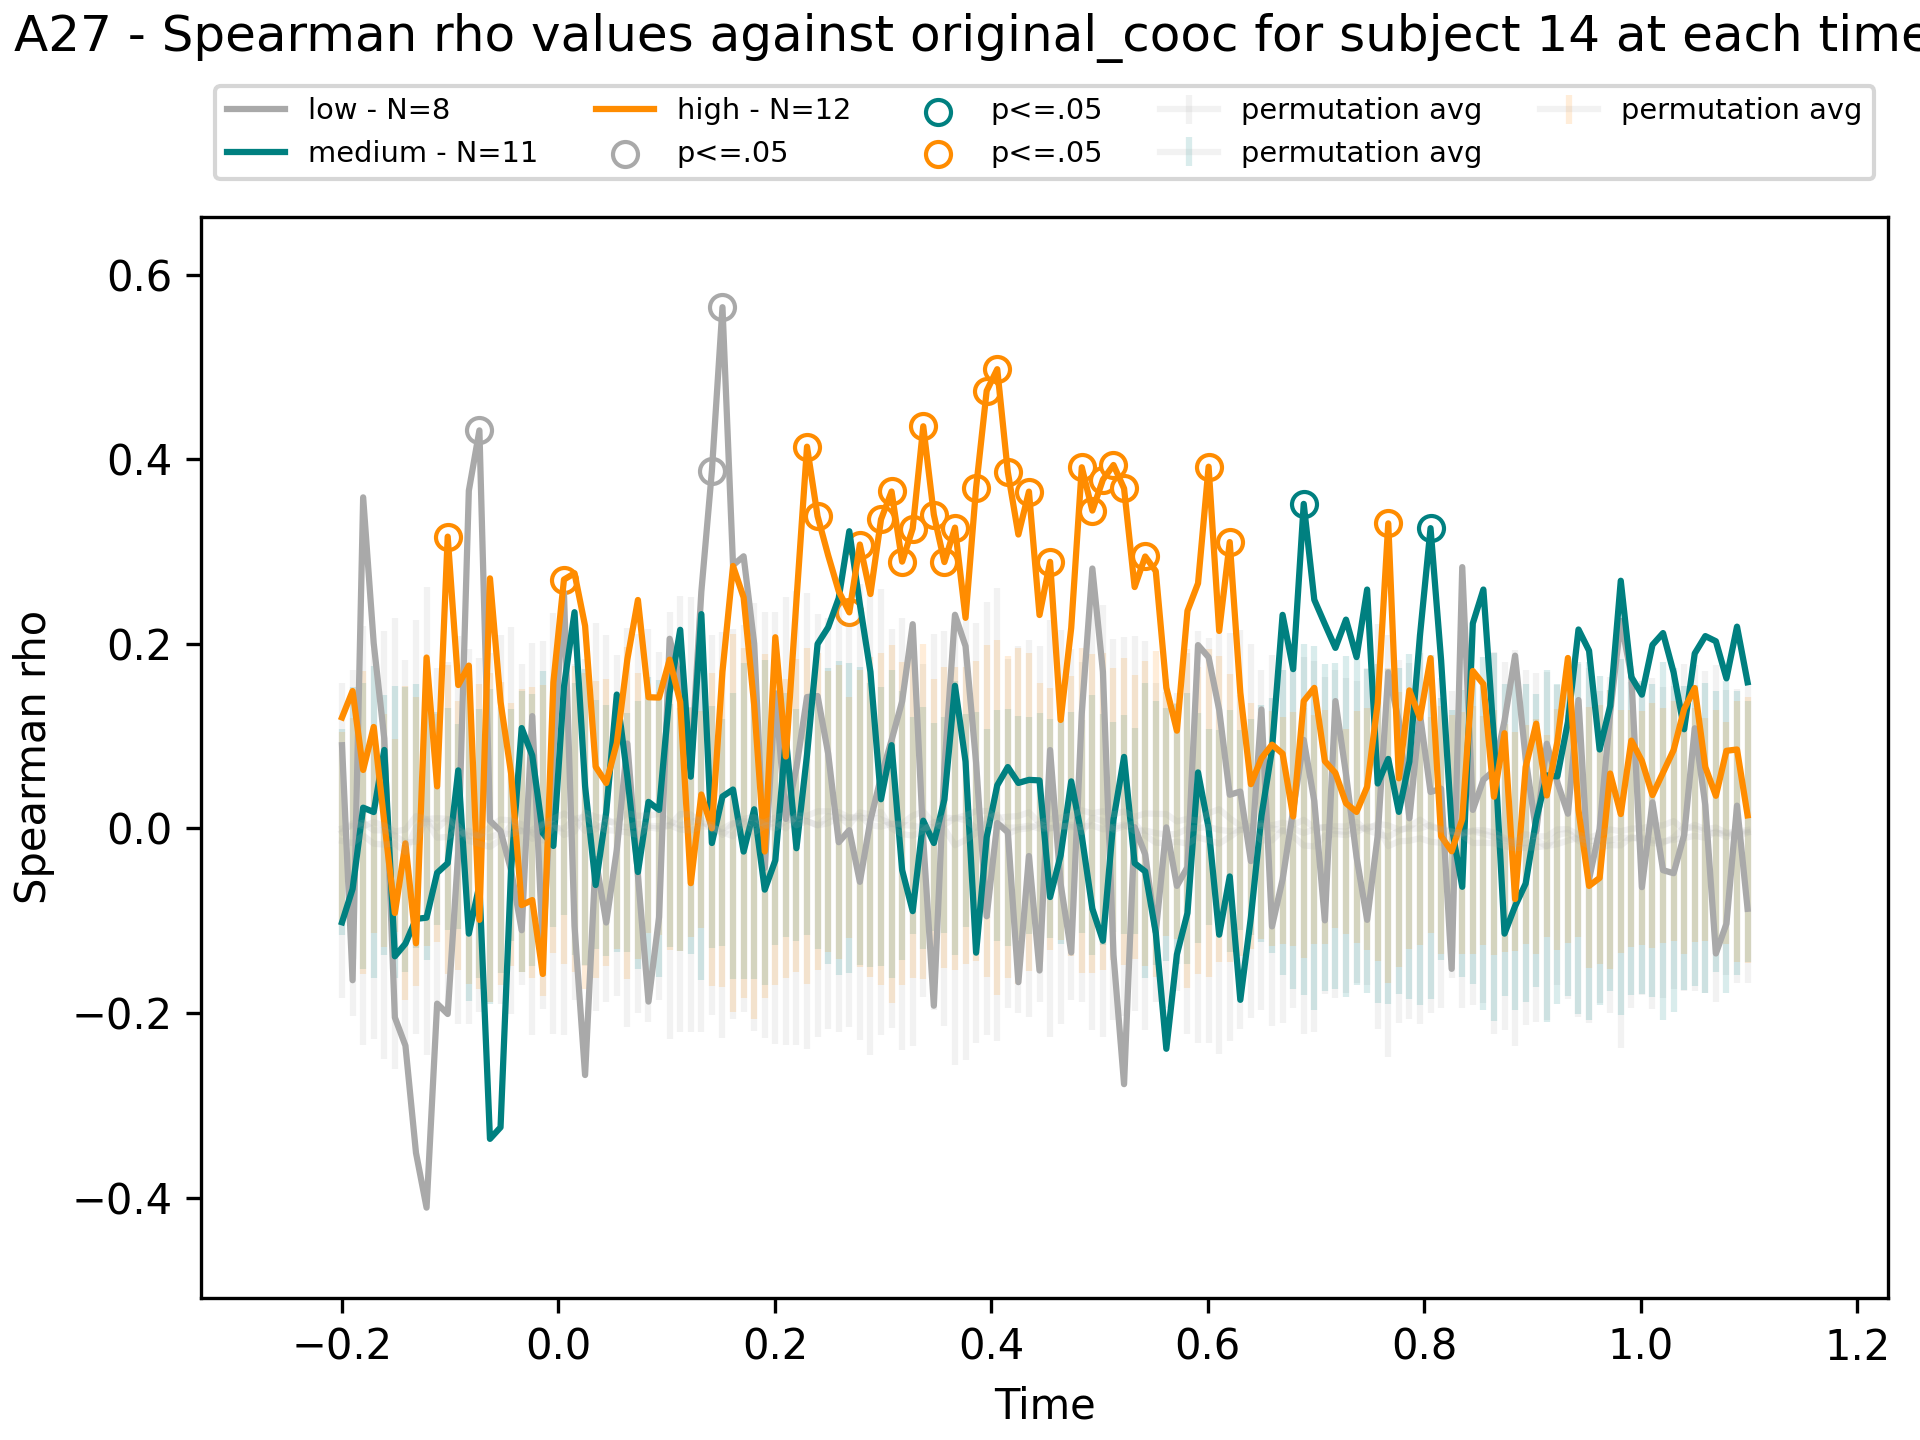 A27 - Spearman rho values against original_cooc for subject 14 at each time
low - N=8
medium - N=11
high - N=12
p<=.05
p<=.05
p<=.05
permutation avg
permutation avg
permutation avg
Spearman rho
0.6
0.4
0.2
0.0
−0.2
−0.4
−0.2 0.0 0.2 0.4 0.6 0.8 1.0 1.2
Time